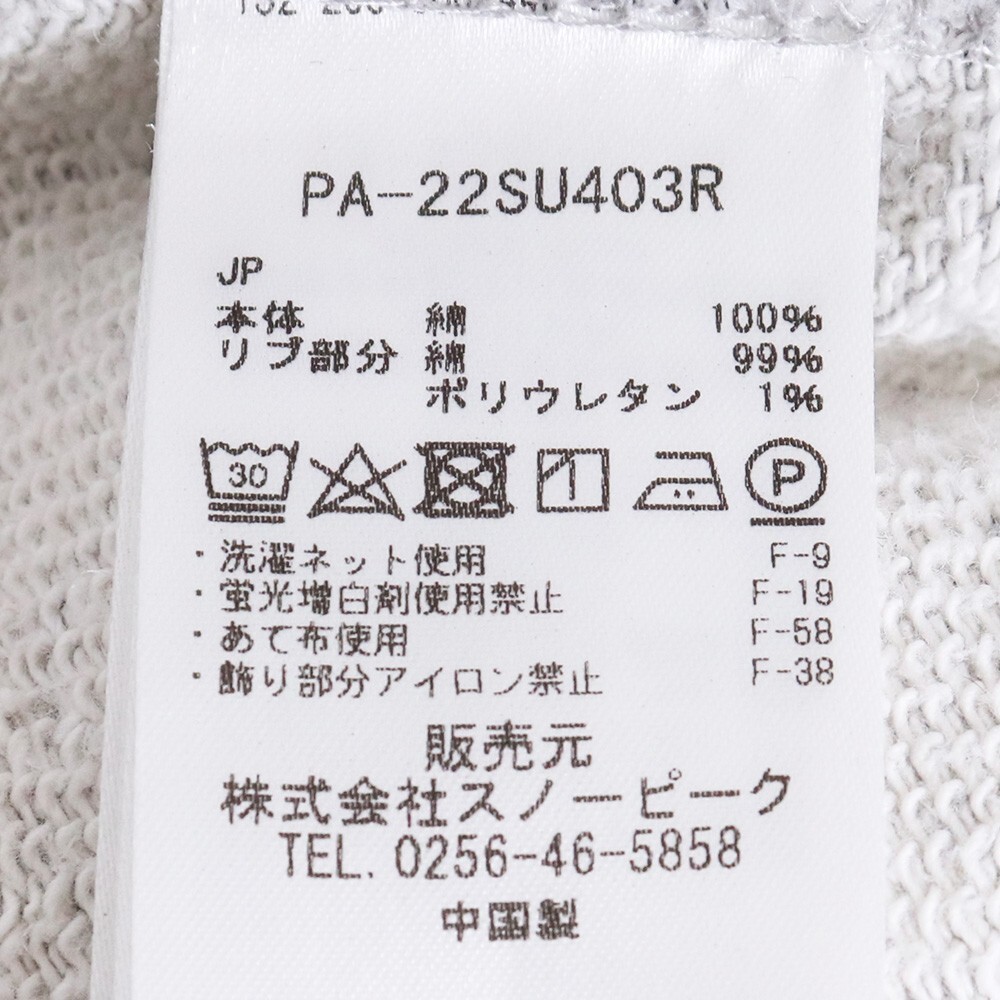 PA-22SU403R
JP
本体 綿 100%
リブ部分 綿 99%
ポリウレタン 1%
30 P
・洗濯ネット使用 F-9
・蛍光増白剤使用禁止 F-19
・あて布使用 F-58
・飾り部分アイロン禁止 F-38
販売元
株式会社スノーピーク
TEL. 0256-46-5858
中国製